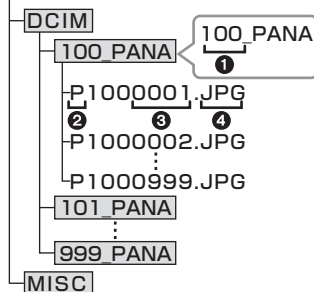 DCIM
100_PANA
100_PANA
❶
P1000001.JPG
❷ ❸ ❹
P1000002.JPG
P1000999.JPG
101_PANA
999_PANA
MISC